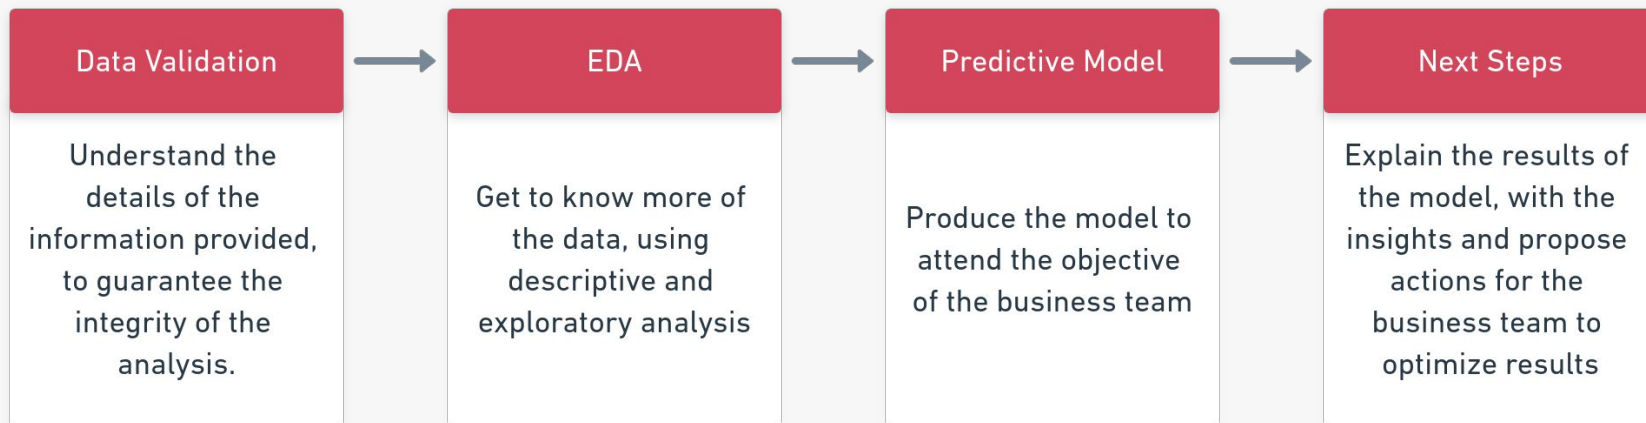 Data Validation
Understand the
details of the
information provided,
to guarantee the
integrity of the
analysis.
EDA
Get to know more of
the data, using
descriptive and
exploratory analysis
Predictive Model
Produce the model to
attend the objective
of the business team
Next Steps
Explain the results of
the model, with the
insights and propose
actions for the
business team to
optimize results